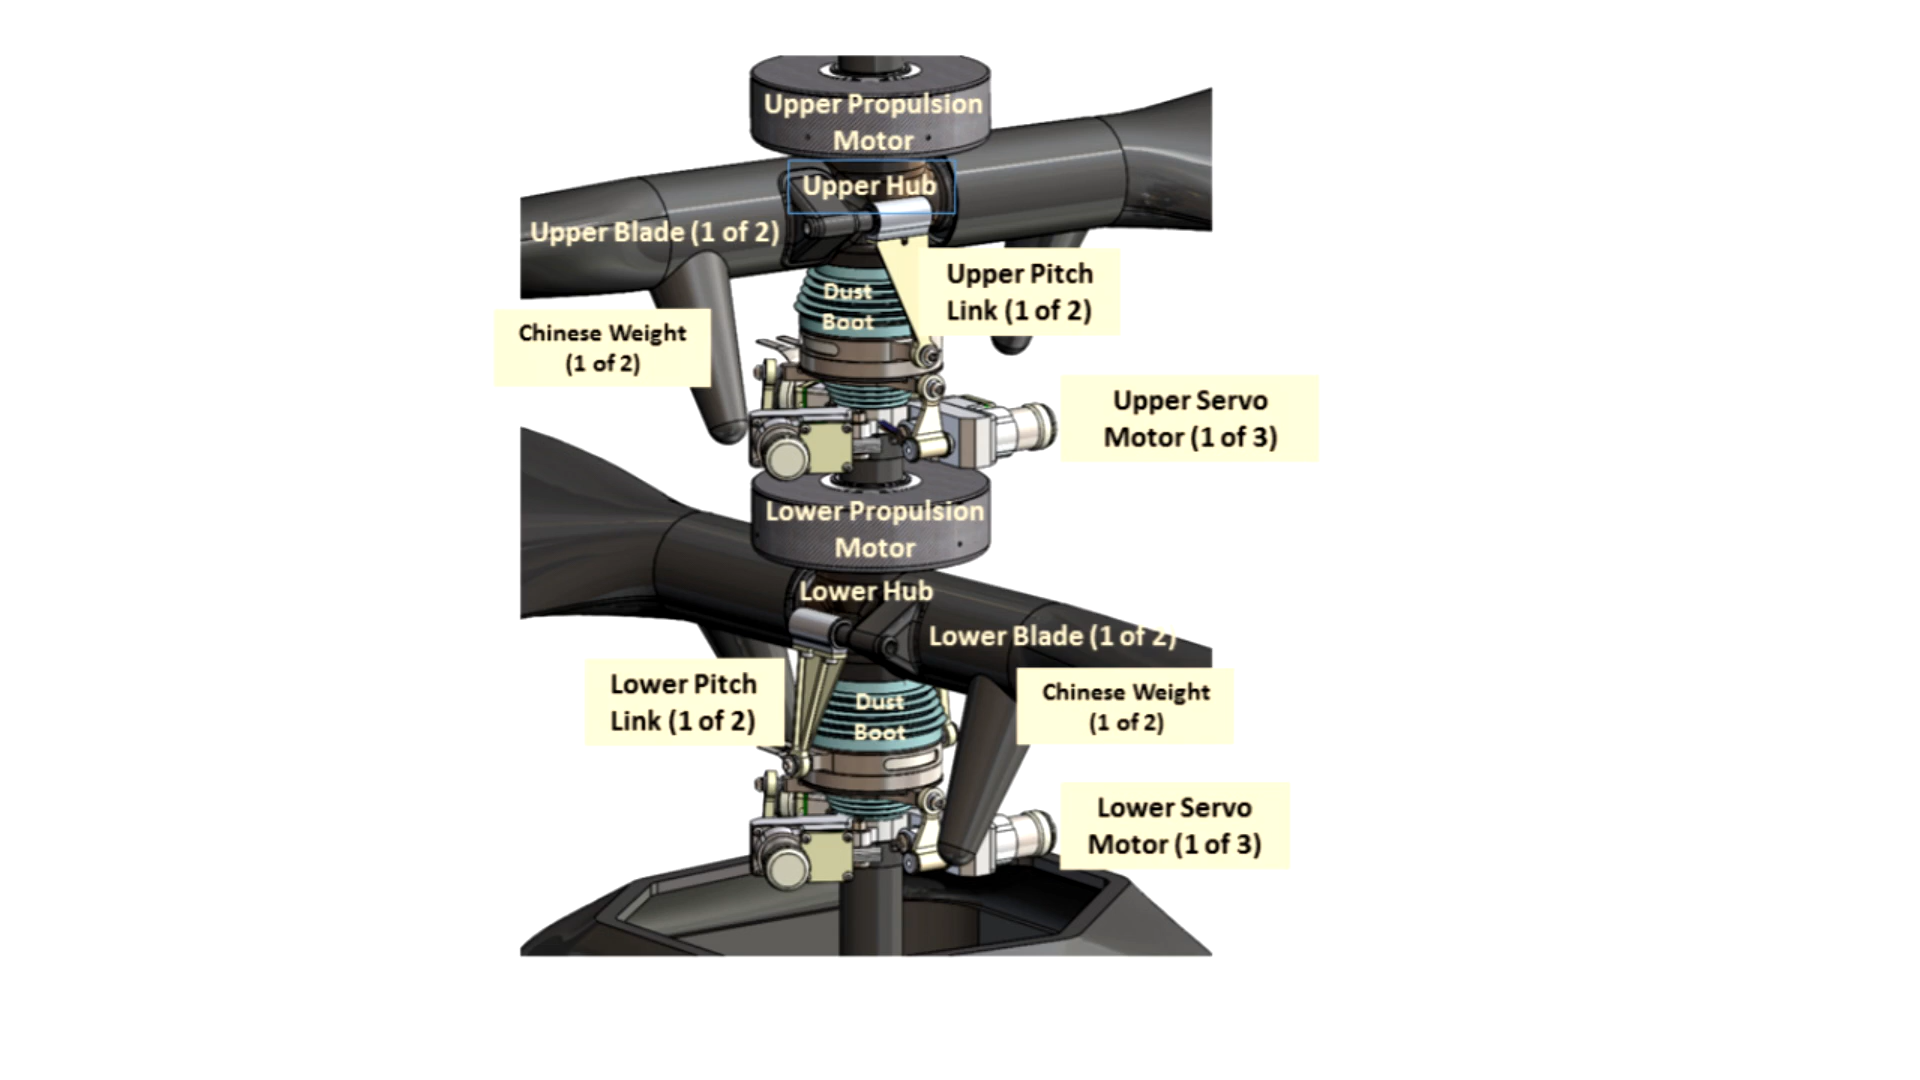 Upper Propulsion
Motor
Upper Hub
Upper Blade (1 of 2)
Upper Pitch
Link (1 of 2)
Dust
Boot
Chinese Weight
(1 of 2)
Upper Servo
Motor (1 of 3)
Lower Propulsion
Motor
Lower Hub
Lower Blade (1 of 2)
Lower Pitch
Link (1 of 2)
Dust
Boot
Chinese Weight
(1 of 2)
Lower Servo
Motor (1 of 3)